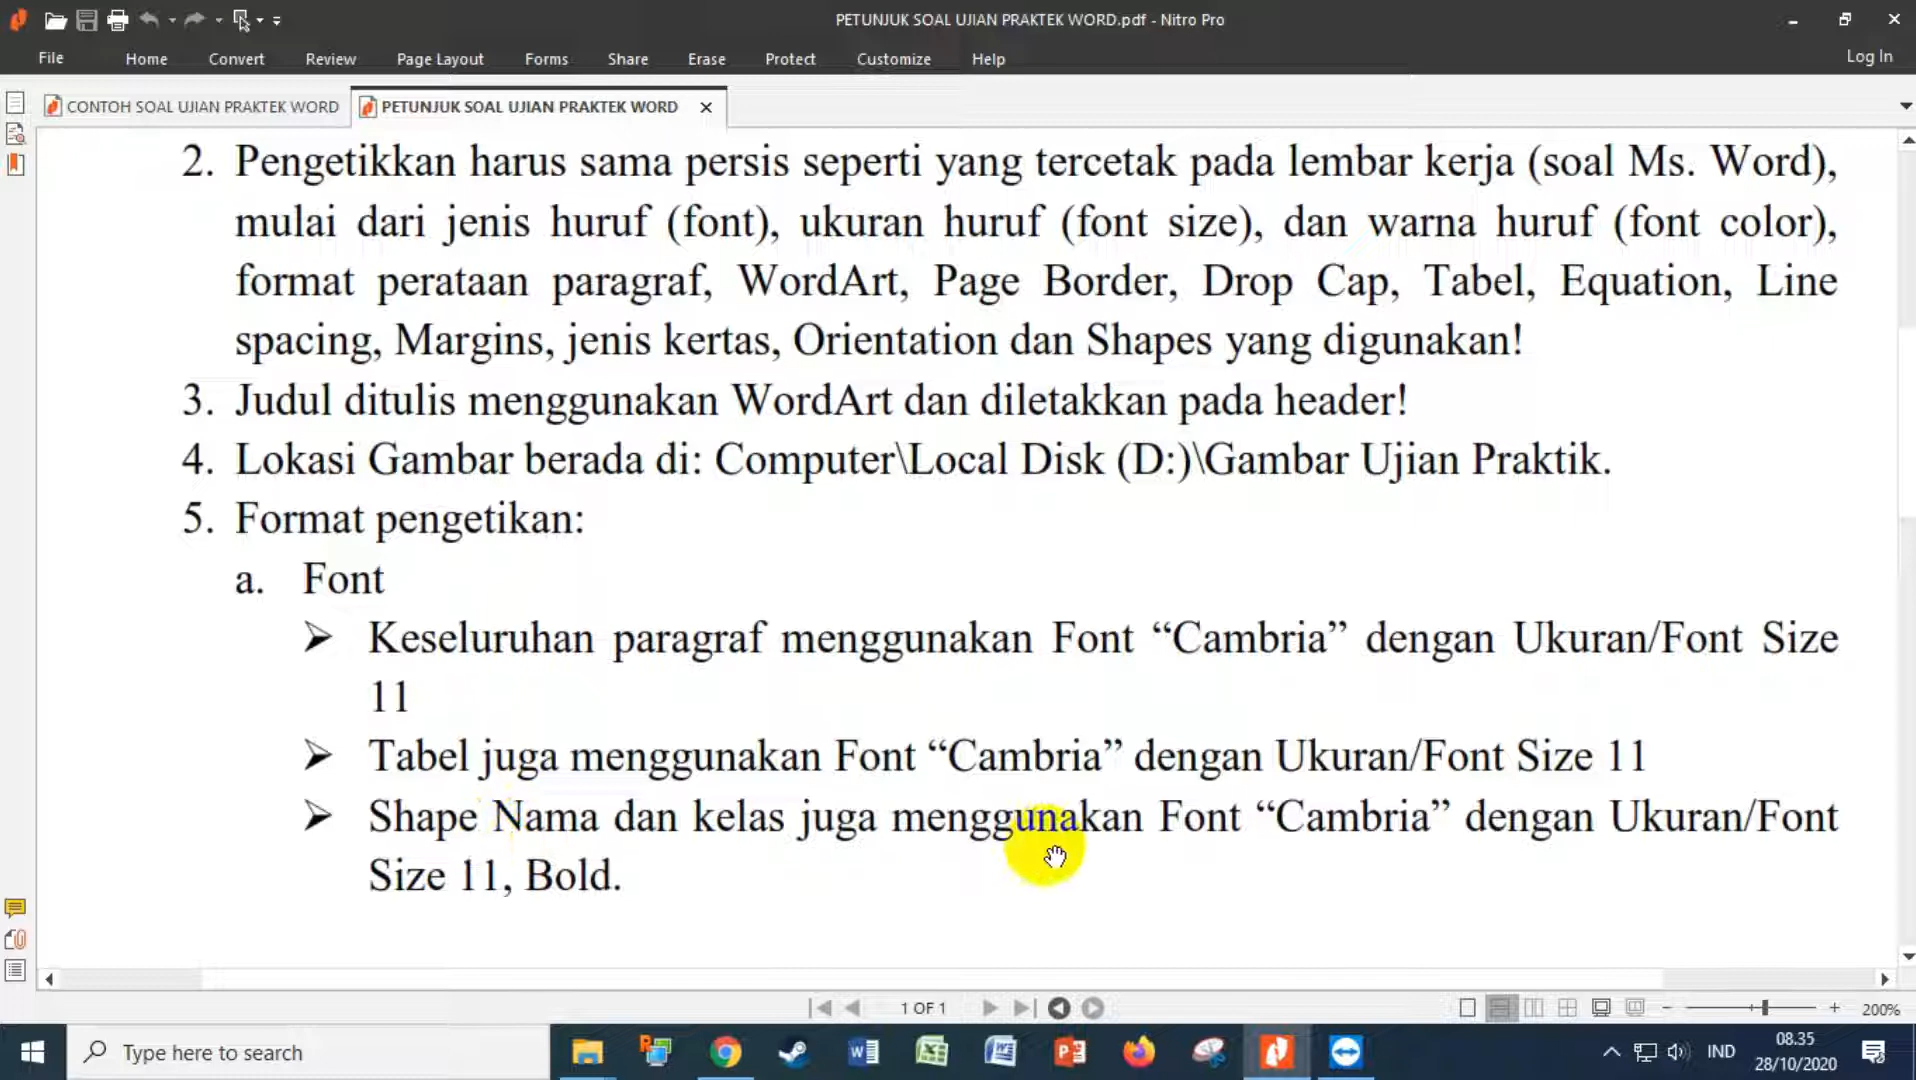 PETUNJUK SOAL UJIAN PRAKTEK WORD.pdf - Nitro Pro
File Home Convert Review Page Layout Forms Share Erase Protect Customize Help Log In
CONTOH SOAL UJIAN PRAKTEK WORD PETUNJUK SOAL UJIAN PRAKTEK WORD
2. Pengetikkan harus sama persis seperti yang tercetak pada lembar kerja (soal Ms. Word),
mulai dari jenis huruf (font), ukuran huruf (font size), dan warna huruf (font color),
format perataan paragraf, WordArt, Page Border, Drop Cap, Tabel, Equation, Line
spacing, Margins, jenis kertas, Orientation dan Shapes yang digunakan!
3. Judul ditulis menggunakan WordArt dan diletakkan pada header!
4. Lokasi Gambar berada di: Computer\Local Disk (D:)\Gambar Ujian Praktik.
5. Format pengetikan:
a. Font
➢ Keseluruhan paragraf menggunakan Font “Cambria” dengan Ukuran/Font Size
11
➢ Tabel juga menggunakan Font “Cambria” dengan Ukuran/Font Size 11
➢ Shape Nama dan kelas juga menggunakan Font “Cambria” dengan Ukuran/Font
Size 11, Bold.
1 OF 1 200%
Type here to search IND 08.35
28/10/2020